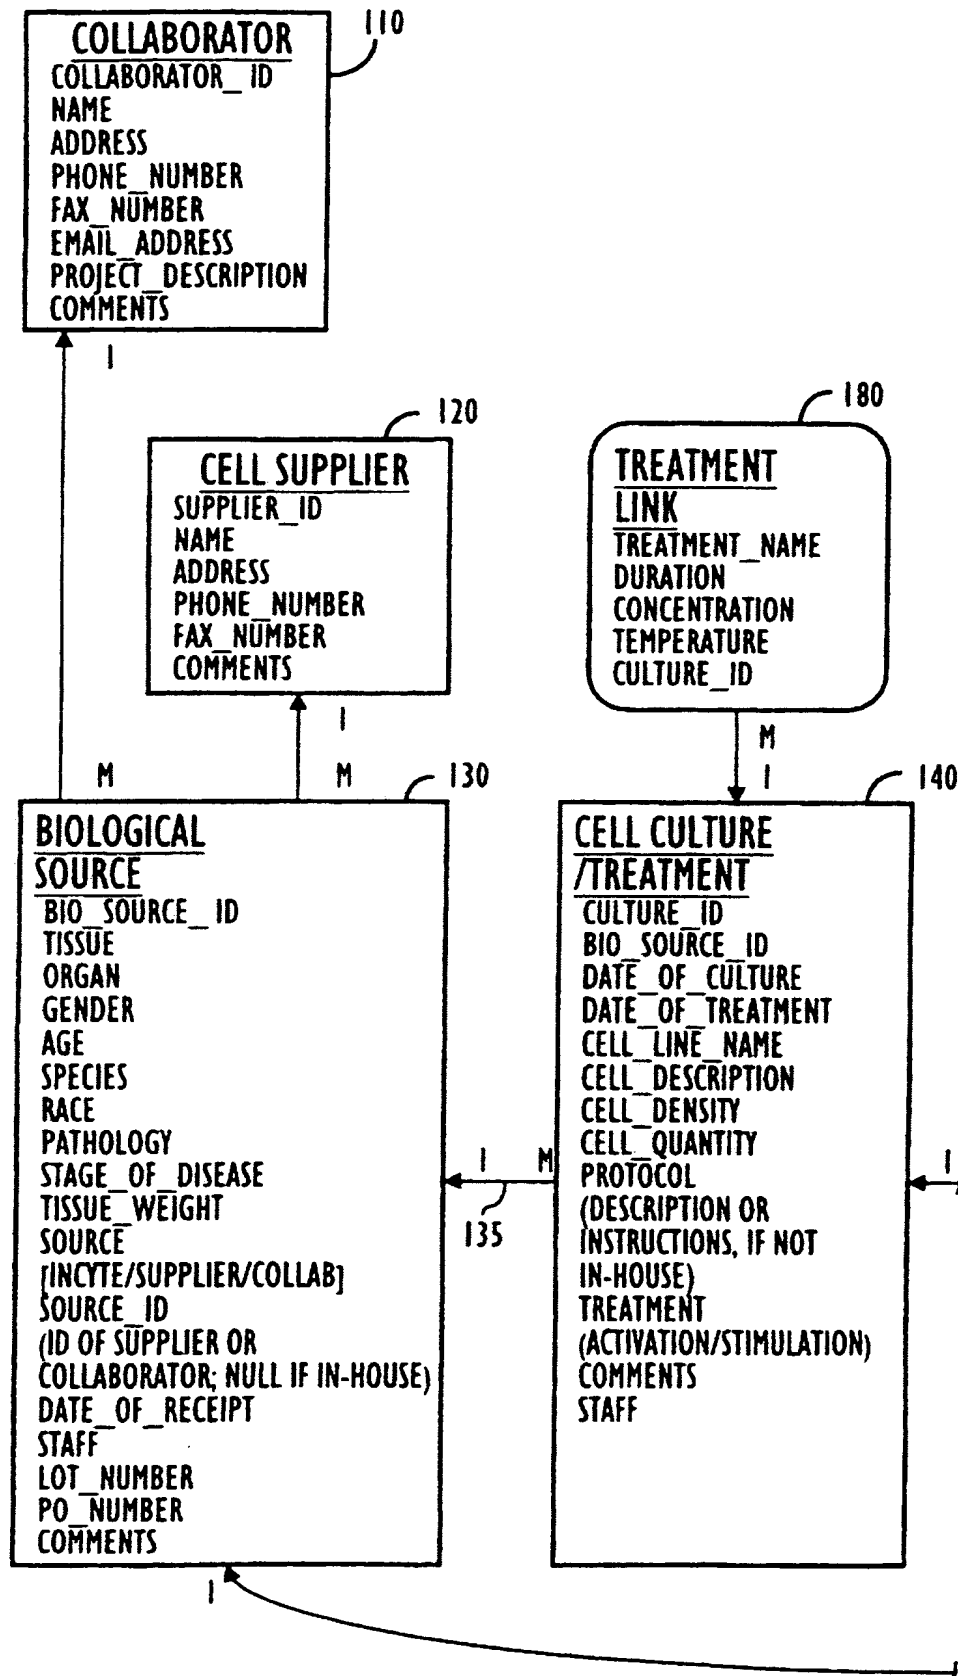 COLLABORATOR
COLLABORATOR_ID
NAME
ADDRESS
PHONE_NUMBER
FAX_NUMBER
EMAIL_ADDRESS
PROJECT_DESCRIPTION
COMMENTS
110
1
120
CELL SUPPLIER
SUPPLIER_ID
NAME
ADDRESS
PHONE_NUMBER
FAX_NUMBER
COMMENTS
1
180
TREATMENT
LINK
TREATMENT_NAME
DURATION
CONCENTRATION
TEMPERATURE
CULTURE_ID
M
1
M
M
130
BIOLOGICAL
SOURCE
BIO_SOURCE_ID
TISSUE
ORGAN
GENDER
AGE
SPECIES
RACE
PATHOLOGY
STAGE_OF_DISEASE
TISSUE_WEIGHT
SOURCE
[INCYTE/SUPPLIER/COLLAB]
SOURCE_ID
(ID OF SUPPLIER OR
COLLABORATOR; NULL IF IN-HOUSE)
DATE_OF_RECEIPT
STAFF
LOT_NUMBER
PO_NUMBER
COMMENTS
1
1
M
135
140
CELL CULTURE
/TREATMENT
CULTURE_ID
BIO_SOURCE_ID
DATE_OF_CULTURE
DATE_OF_TREATMENT
CELL_LINE_NAME
CELL_DESCRIPTION
CELL_DENSITY
CELL_QUANTITY
PROTOCOL
(DESCRIPTION OR
INSTRUCTIONS, IF NOT
IN-HOUSE)
TREATMENT
(ACTIVATION/STIMULATION)
COMMENTS
STAFF
1